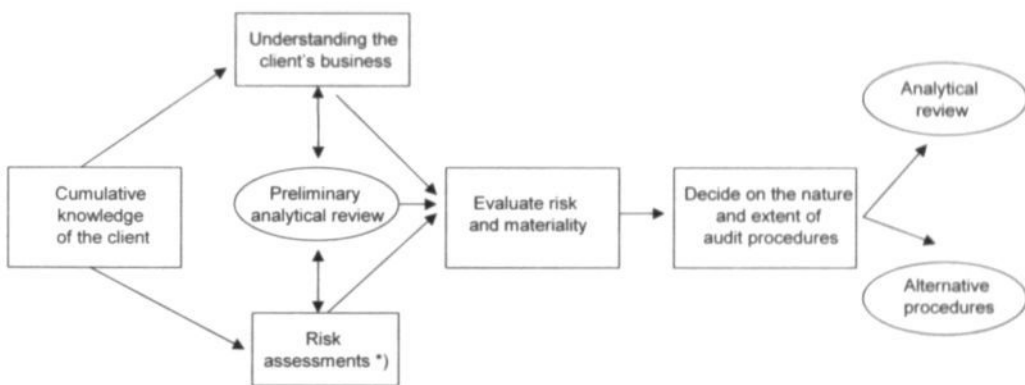 Understanding the
client's business
Cumulative
knowledge
of the client
Preliminary
analytical review
Risk
assessments *)
Evaluate risk
and materiality
Decide on the nature
and extent of
audit procedures
Analytical
review
Alternative
procedures